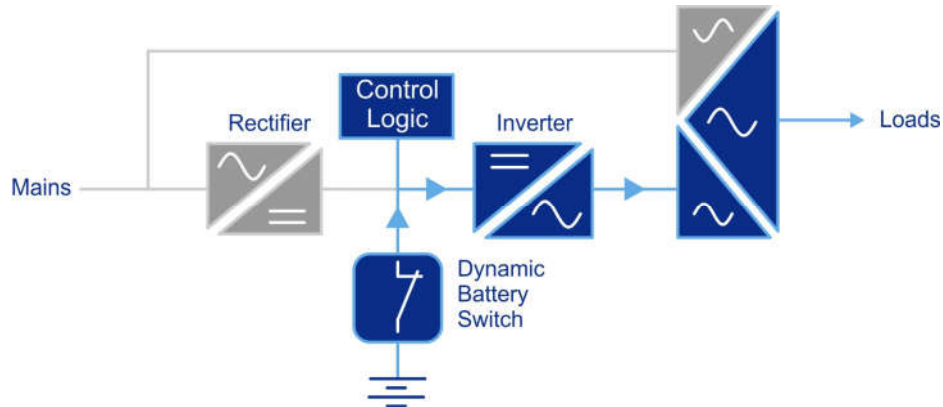 Control
Logic
Rectifier
Inverter
Loads
Mains
Dynamic
Battery
Switch